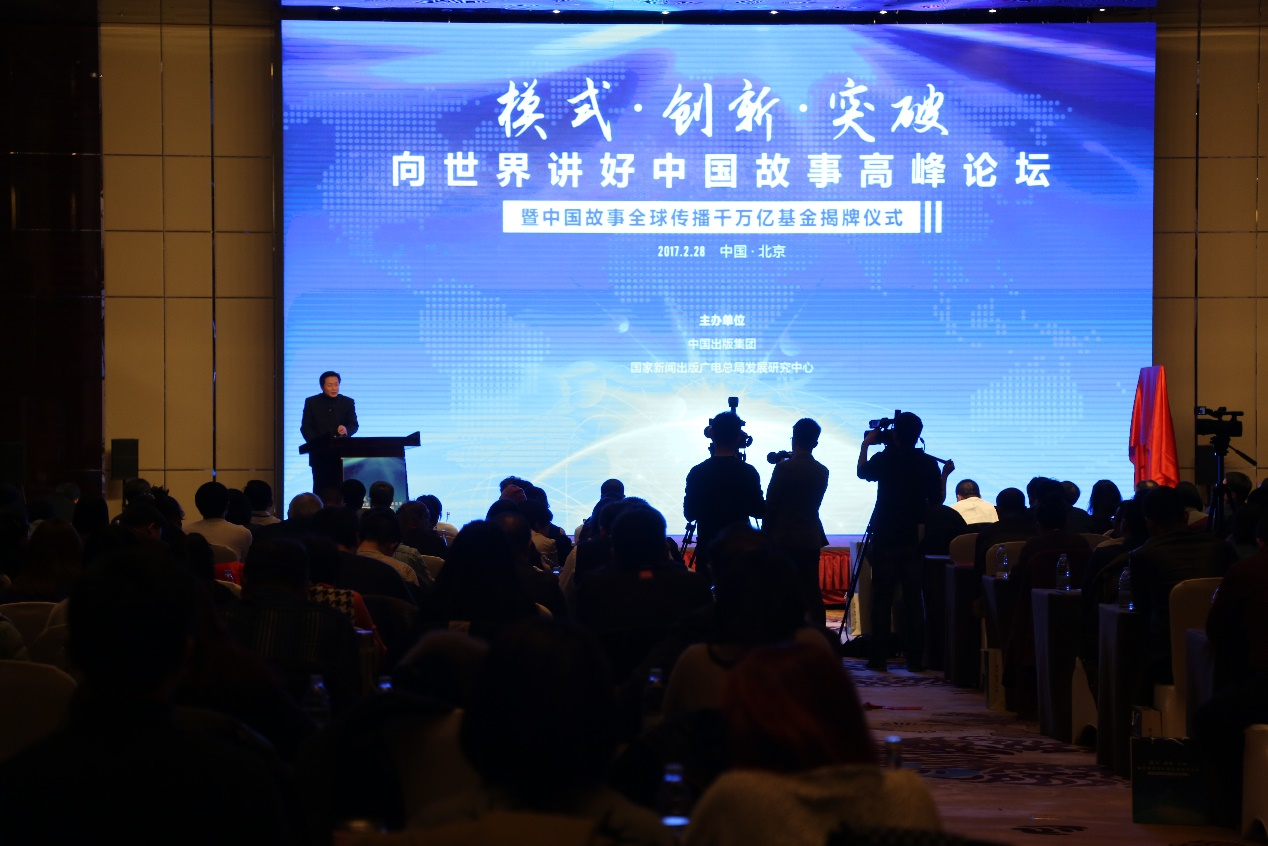 模式·创新·突破
向世界讲好中国故事高峰论坛
暨中国故事全球传播千万亿基金揭牌仪式
2017.2.28 中国·北京
主办单位
中国出版集团
国家新闻出版广电总局发展研究中心